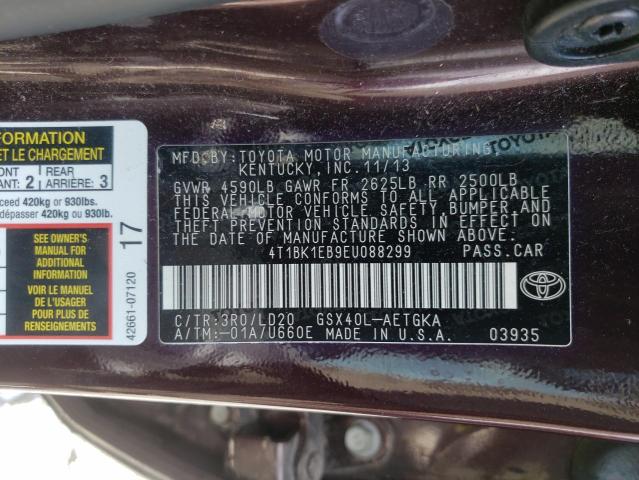 FORMATION
ET LE CHARGEMENT
ONT REAR
ANT: 2 ARRIÈRE: 3
xceed 420kg or 930lbs.
dépasser 420kg ou 930lb.
SEE OWNER'S
MANUAL FOR
ADDITIONAL
INFORMATION
VOIR LE MANUEL
DE L'USAGER
POUR PLUS DE
RENSEIGNEMENTS
17
42661-07120
MFD. BY: TOYOTA MOTOR MANUFACTURING
KENTUCKY, INC. 11/13
GVWR 4590LB GAWR FR 2625LB RR 2500LB
THIS VEHICLE CONFORMS TO ALL APPLICABLE
FEDERAL MOTOR VEHICLE SAFETY, BUMPER AND
THEFT PREVENTION STANDARDS IN EFFECT ON
THE DATE OF MANUFACTURE SHOWN ABOVE.
4T1BK1EB9EU088299 PASS. CAR
C/TR:3R0/LD20 GSX40L-AETGKA
A/TM:-01A/U660E MADE IN U.S.A. 03935
TOYOTA